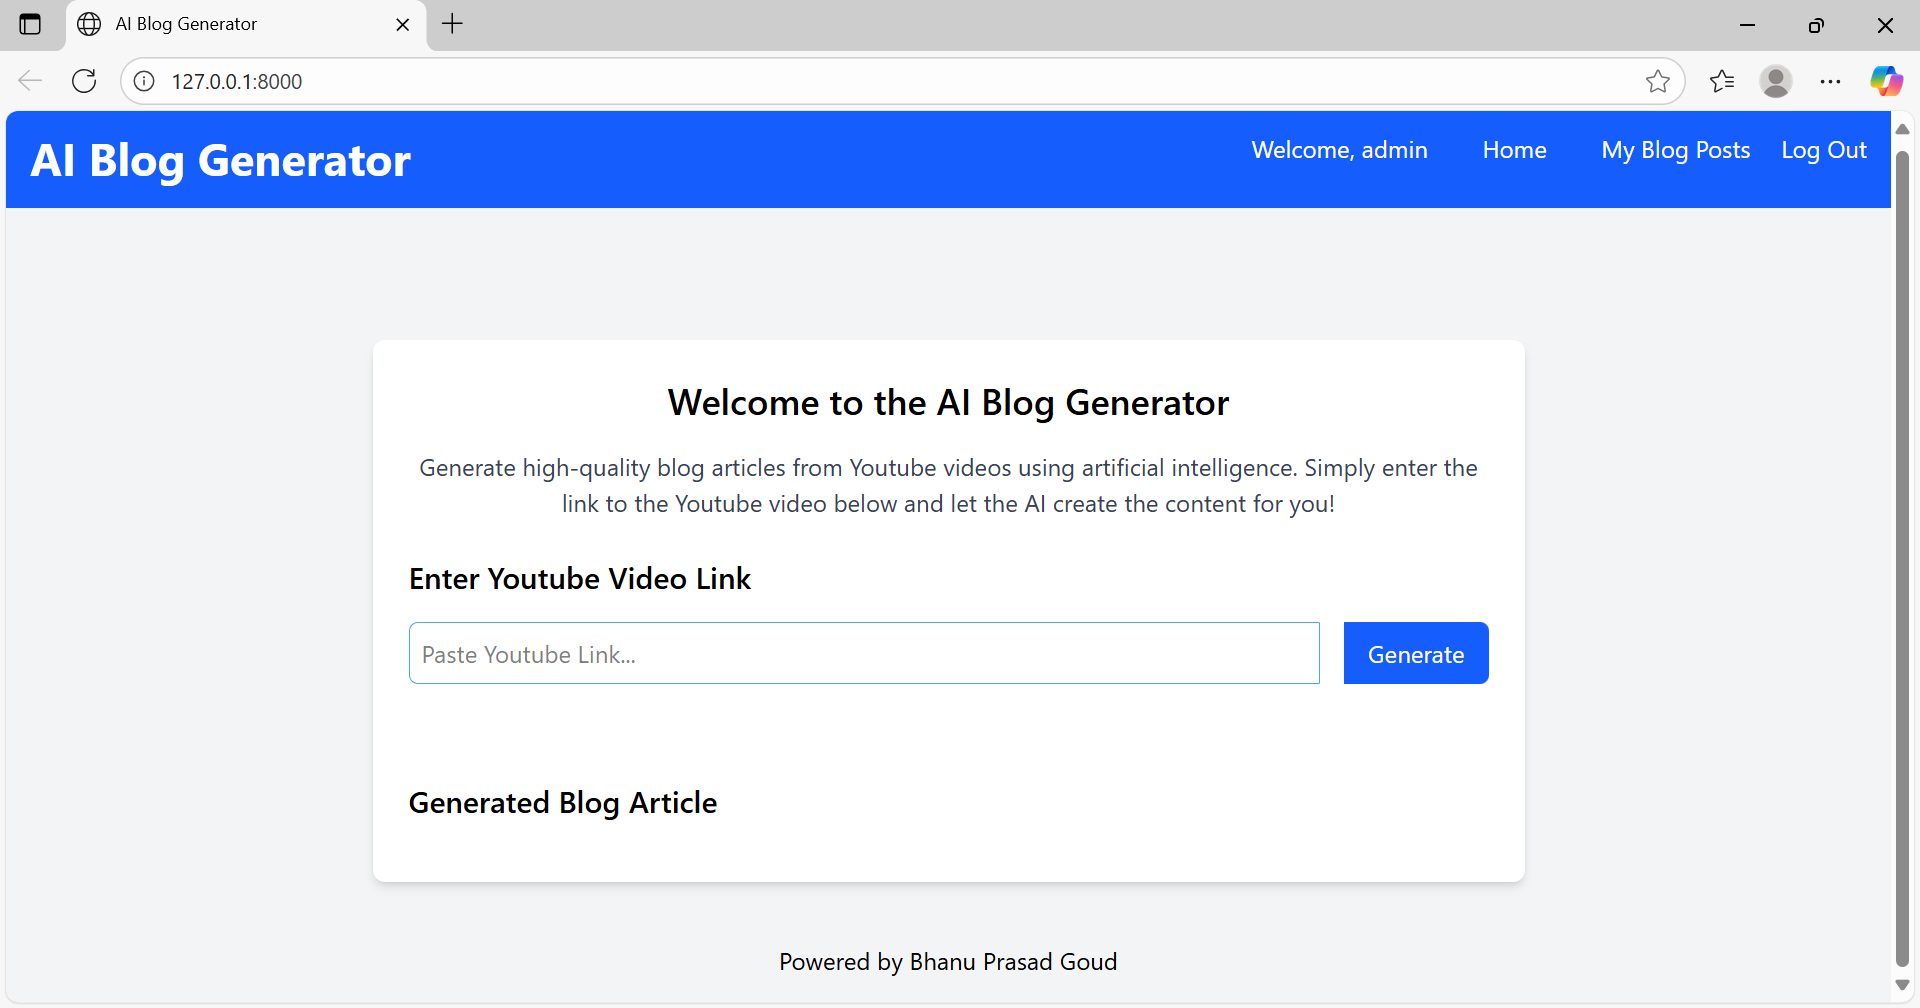 AI Blog Generator
127.0.0.1:8000
AI Blog Generator
Welcome, admin
Home
My Blog Posts
Log Out
Welcome to the AI Blog Generator
Generate high-quality blog articles from Youtube videos using artificial intelligence. Simply enter the
link to the Youtube video below and let the AI create the content for you!
Enter Youtube Video Link
Paste Youtube Link...
Generate
Generated Blog Article
Powered by Bhanu Prasad Goud